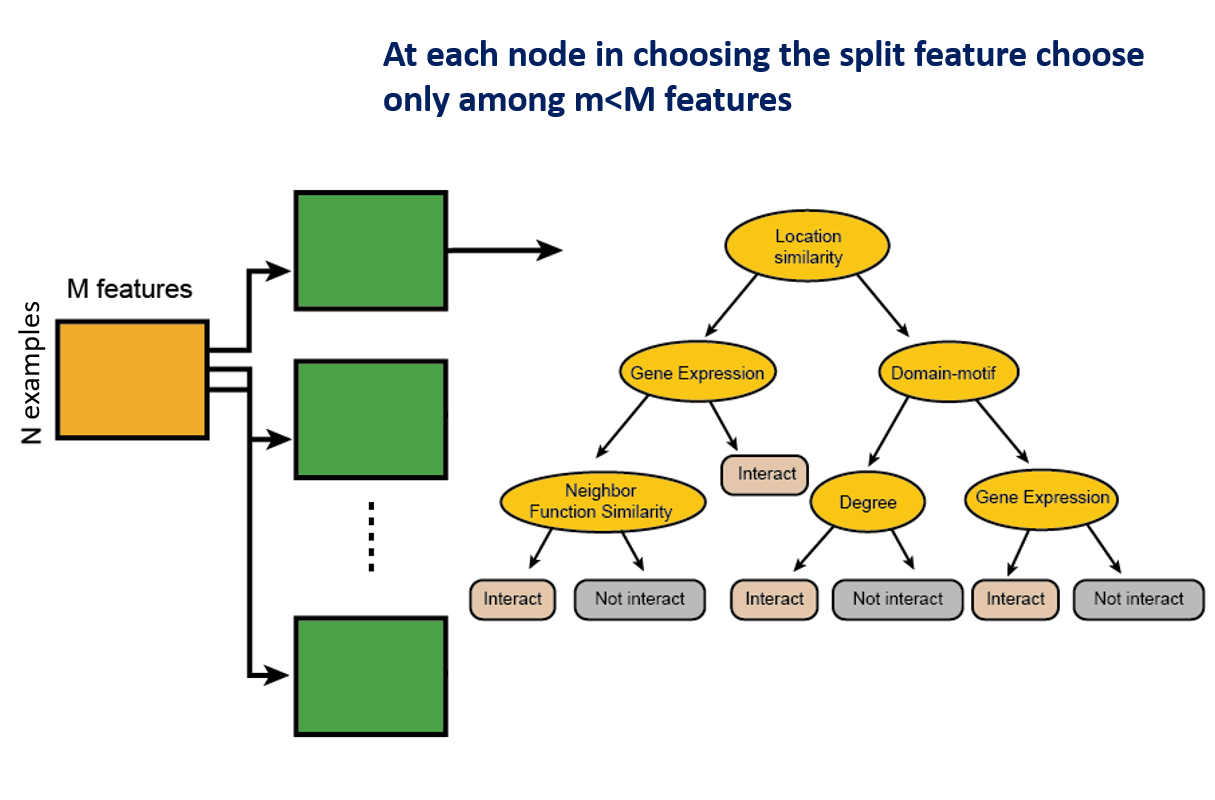 At each node in choosing the split feature choose
only among m<M features
M features
N examples
Location
similarity
Gene Expression
Domain-motif
Interact
Neighbor
Function Similarity
Degree
Gene Expression
Interact
Not interact
Interact
Not interact
Interact
Not interact